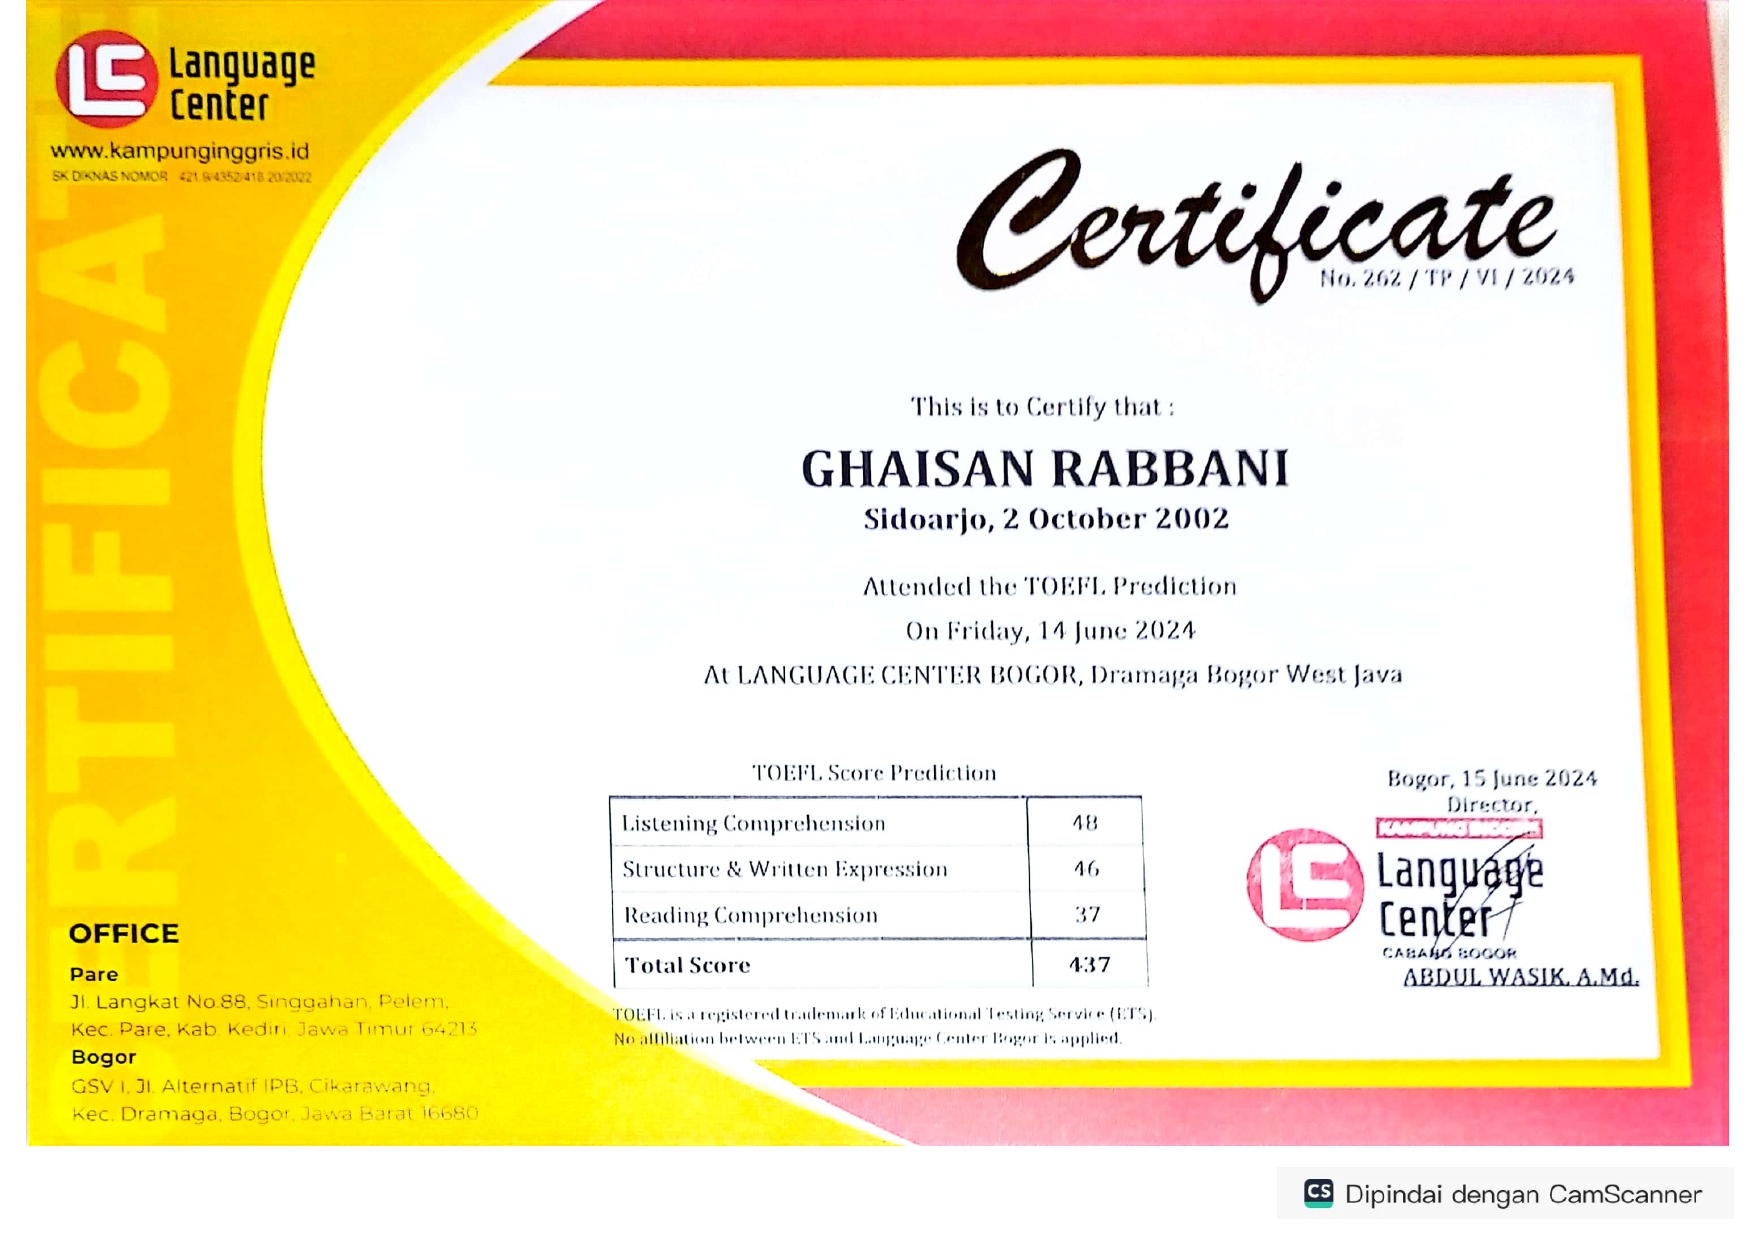 Language
Center
www.kampunginggris.id
SK DIKNAS NOMOR 421.9/4352/418.20/2022
CERTIFICATE
Certificate
No. 262 / TP / VI / 2024
This is to Certify that :
GHAISAN RABBANI
Sidoarjo, 2 October 2002
Attended the TOEFL Prediction
On Friday, 14 June 2024
At LANGUAGE CENTER BOGOR, Dramaga Bogor West Java
TOEFL Score Prediction
Listening Comprehension 48
Structure & Written Expression 46
Reading Comprehension 37
Total Score 437
TOEFL is a registered trademark of Educational Testing Service (ETS).
No affiliation between ETS and Language Center Bogor is applied.
Bogor, 15 June 2024
Director,
KAMPUNG INGGRIS
Language
Center
CABANG BOGOR
ABDUL WASIK, A.Md.
OFFICE
Pare
Jl. Langkat No.88, Singgahan, Pelem,
Kec. Pare, Kab. Kediri, Jawa Timur 64213
Bogor
GSV I, Jl. Alternatif IPB, Cikarawang,
Kec. Dramaga, Bogor, Jawa Barat 16680
CS Dipindai dengan CamScanner